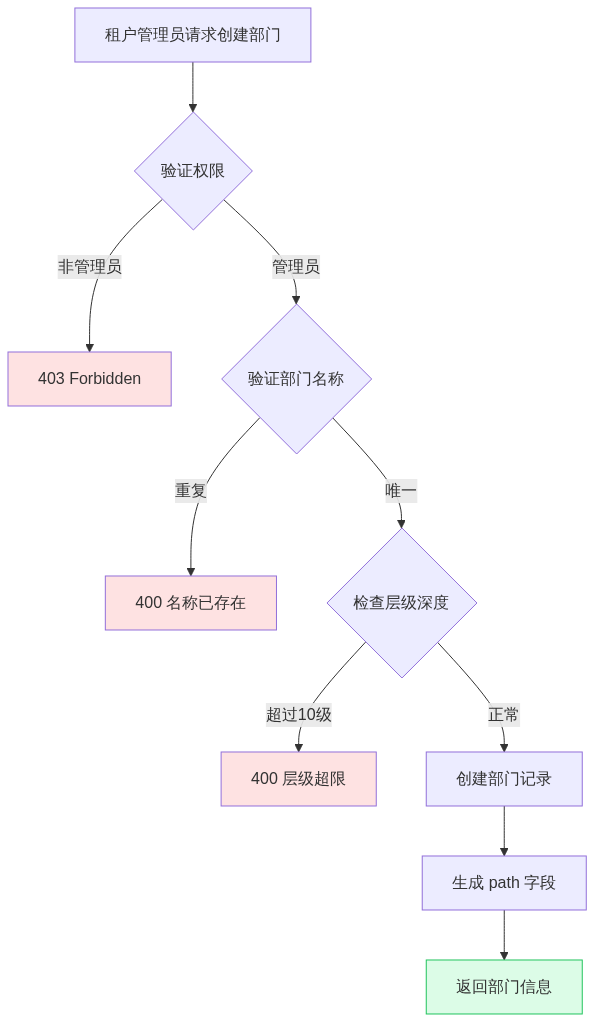 租户管理员请求创建部门
验证权限
非管理员
管理员
403 Forbidden
验证部门名称
重复
唯一
400 名称已存在
检查层级深度
超过10级
正常
400 层级超限
创建部门记录
生成 path 字段
返回部门信息